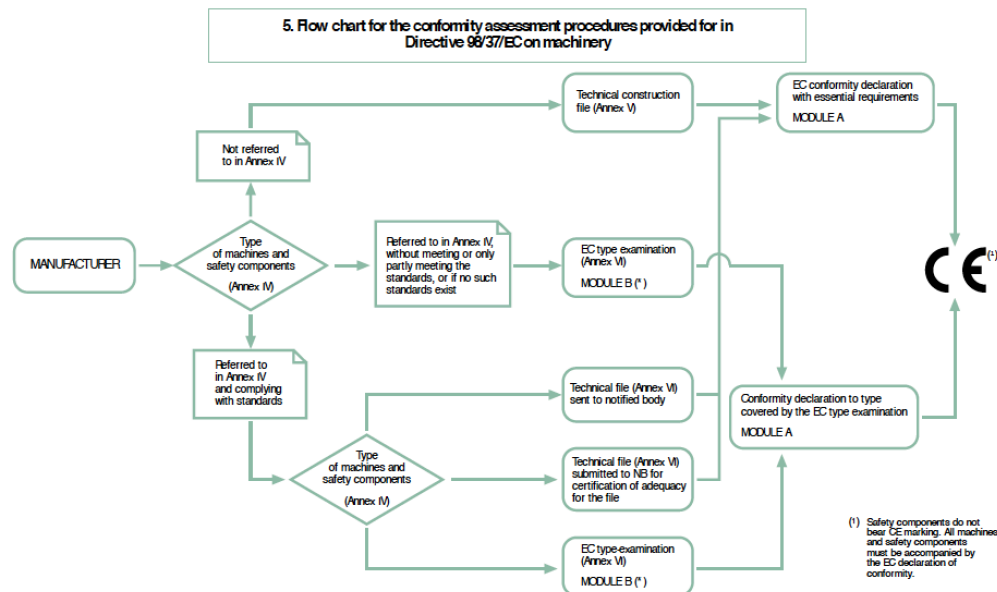 5. Flow chart for the conformity assessment procedures provided for in
Directive 98/37/EC on machinery
Technical construction
file (Annex V)
EC conformity declaration
with essential requirements
MODULE A
Not referred
to in Annex IV
MANUFACTURER
Type
of machines and
safety components
(Annex IV)
Referred to in Annex IV,
without meeting or only
partly meeting the
standards, or if no such
standards exist
EC type examination
(Annex VI)
MODULE B (*)
CE (¹)
Referred to
in Annex IV
and complying
with standards
Technical file (Annex VI)
sent to notified body
Conformity declaration to type
covered by the EC type examination
MODULE A
Type
of machines and
safety components
(Annex IV)
Technical file (Annex VI)
submitted to NB for
certification of adequacy
for the file
EC type-examination
(Annex VI)
MODULE B (*)
(¹) Safety components do not
bear CE marking. All machines
and safety components
must be accompanied by
the EC declaration of
conformity.